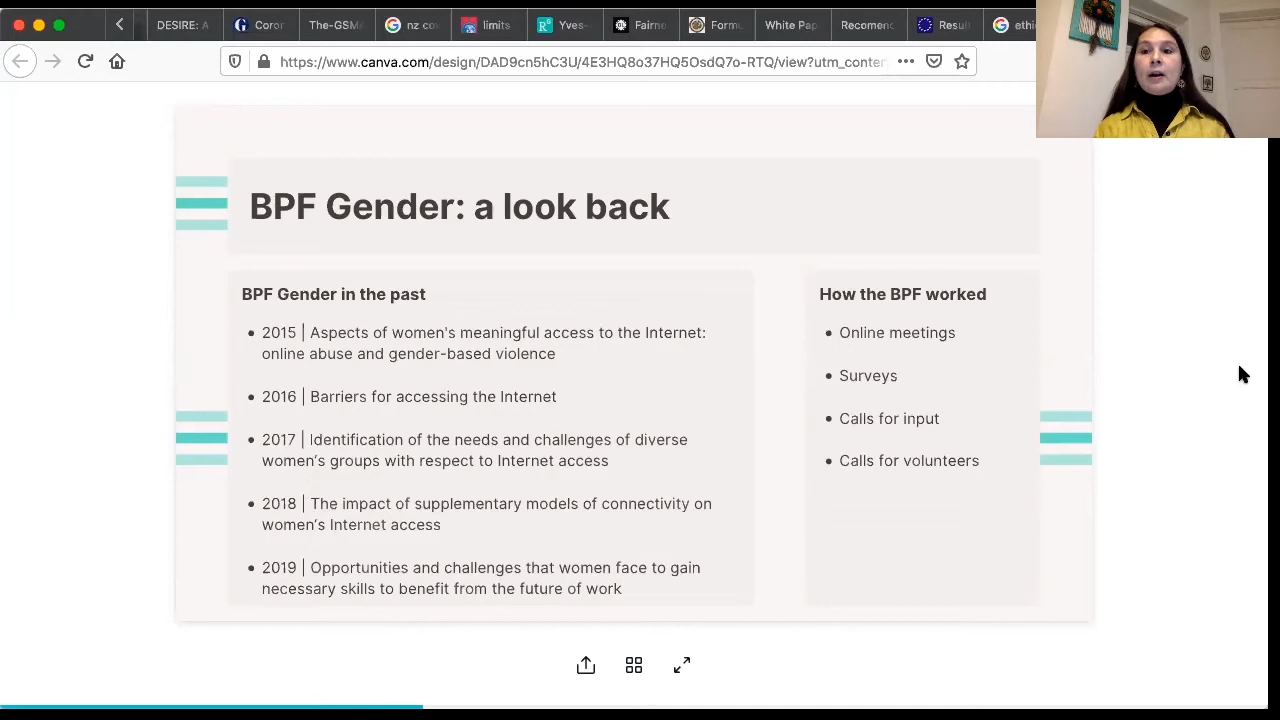 DESIRE: A
Coror
The-GSMA
nz co
limits
Yves-
Fairne
Formu
White Pap
Recomenc
Resul
ethic
https://www.canva.com/design/DAD9cn5hC3U/4E3HQ8o37HQ5OsdQ7o-RTQ/view?utm_conten
BPF Gender: a look back
BPF Gender in the past
• 2015 | Aspects of women's meaningful access to the Internet:
online abuse and gender-based violence
• 2016 | Barriers for accessing the Internet
• 2017 | Identification of the needs and challenges of diverse
women's groups with respect to Internet access
• 2018 | The impact of supplementary models of connectivity on
women's Internet access
• 2019 | Opportunities and challenges that women face to gain
necessary skills to benefit from the future of work
How the BPF worked
• Online meetings
• Surveys
• Calls for input
• Calls for volunteers